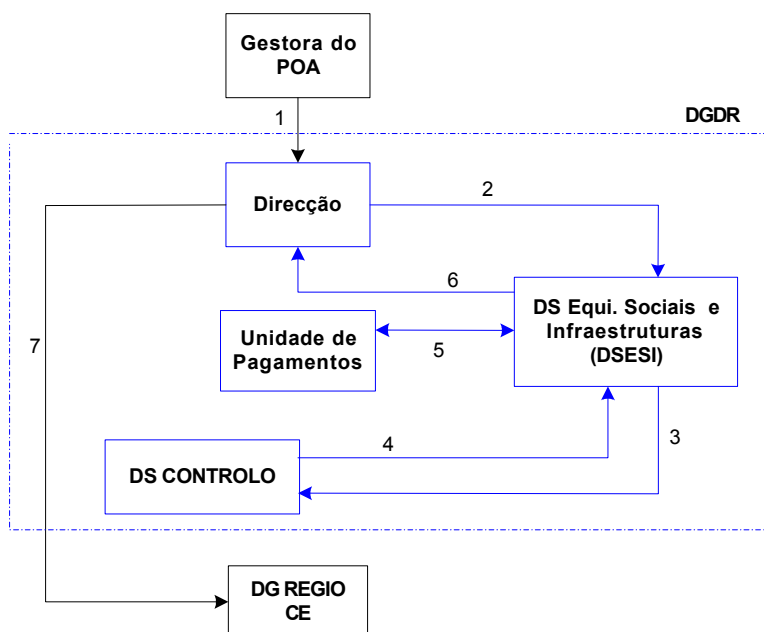 Gestora do
POA
1
DGDR
Direcção
2
6
DS Equi. Sociais e
Infraestruturas
(DSESI)
Unidade de
Pagamentos
5
7
4
3
DS CONTROLO
DG REGIO
CE